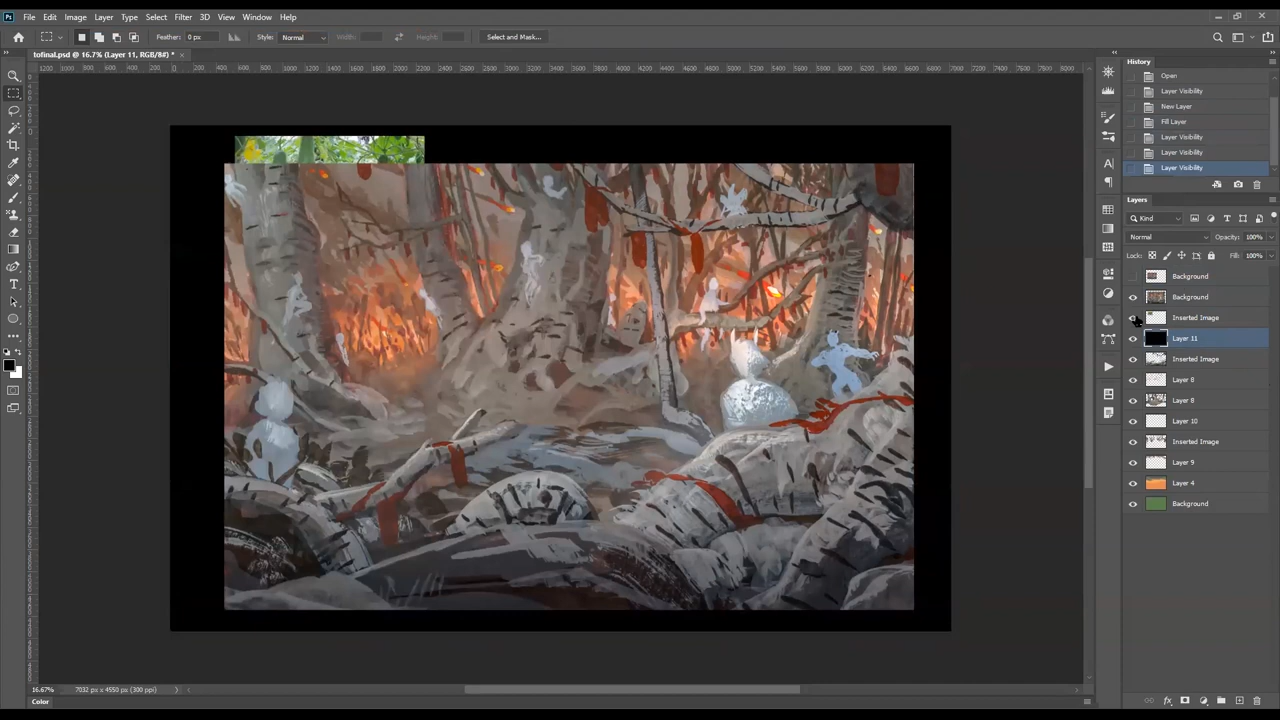 Ps File Edit Image Layer Type Select Filter 3D View Window Help
Feather: 0 px Style: Normal Width: Height: Select and Mask...
tofinal.psd @ 16.7% (Layer 11, RGB/8#) *
History
Open
Layer Visibility
New Layer
Fill Layer
Layer Visibility
Layer Visibility
Layer Visibility
Layers
Kind
Normal Opacity: 100%
Lock: Fill: 100%
Background
Background
Inserted Image
Layer 11
Inserted Image
Layer 8
Layer 8
Layer 10
Inserted Image
Layer 9
Layer 4
Background
16.67% 7032 px x 4550 px (300 ppi)
Color